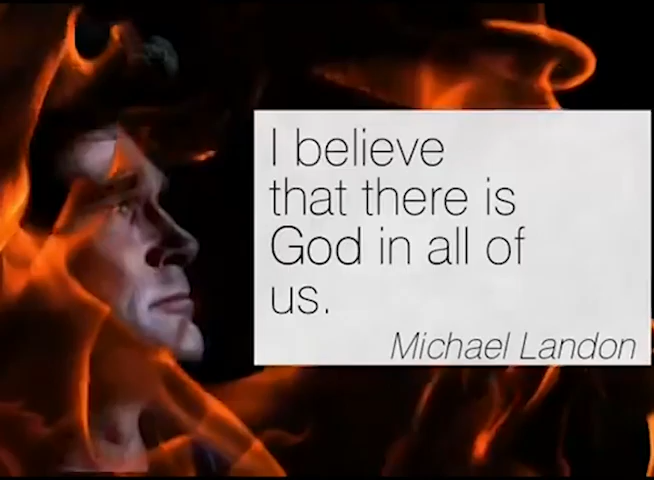 I believe
that there is
God in all of
us.
Michael Landon